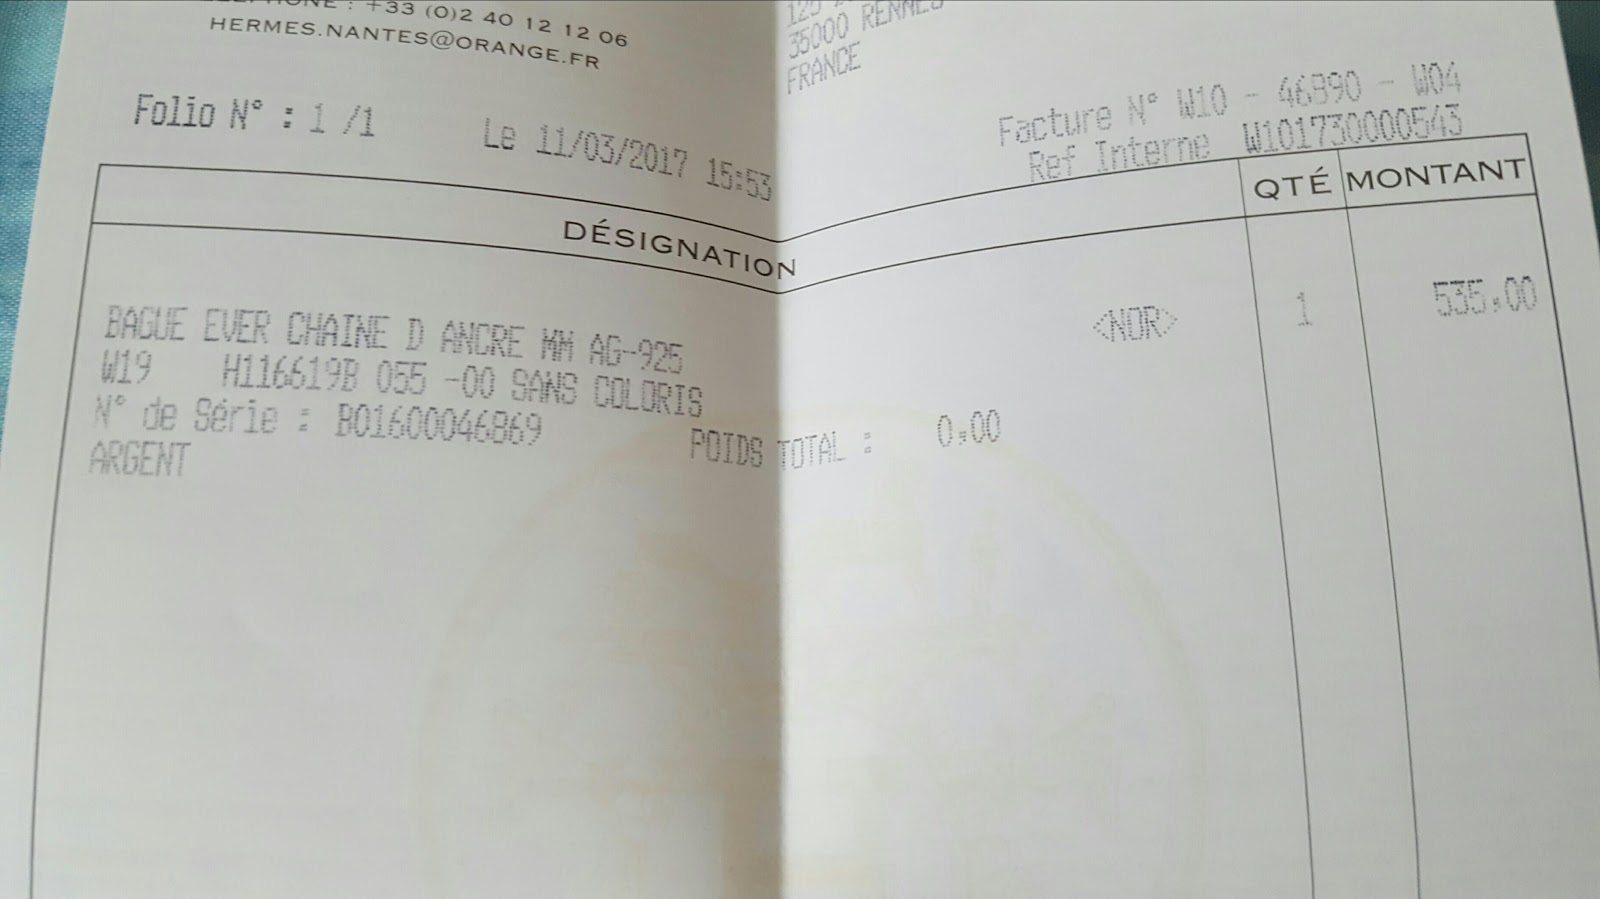 : +33 (0)2 40 12 12 06
HERMES.NANTES@ORANGE.FR
35000 RENNES
FRANCE
Folio N° : 1 /1
Le 11/03/2017 15:53
Facture N° W10 - 46990 - W04
Ref Interne W101730000543
DÉSIGNATION
QTÉ
MONTANT
BAGUE EVER CHAINE D ANCRE MM AG-925 <NOR> 1 535,00
W19 H116619B 055 -00 SANS COLORIS
N° de Série : B01600046869 POIDS TOTAL : 0,00
ARGENT